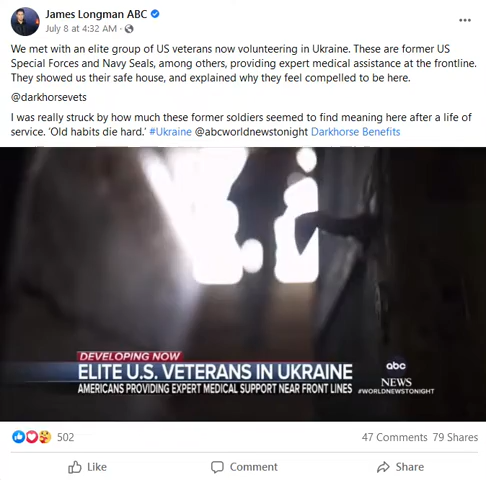 James Longman ABC
July 8 at 4:32 AM ·
We met with an elite group of US veterans now volunteering in Ukraine. These are former US
Special Forces and Navy Seals, among others, providing expert medical assistance at the frontline.
They showed us their safe house, and explained why they feel compelled to be here.
@darkhorsevets
I was really struck by how much these former soldiers seemed to find meaning here after a life of
service. ‘Old habits die hard.’ #Ukraine @abcworldnewstonight Darkhorse Benefits
DEVELOPING NOW
ELITE U.S. VETERANS IN UKRAINE
AMERICANS PROVIDING EXPERT MEDICAL SUPPORT NEAR FRONT LINES
abc
NEWS
#WORLDNEWSTONIGHT
502
47 Comments 79 Shares
Like Comment Share